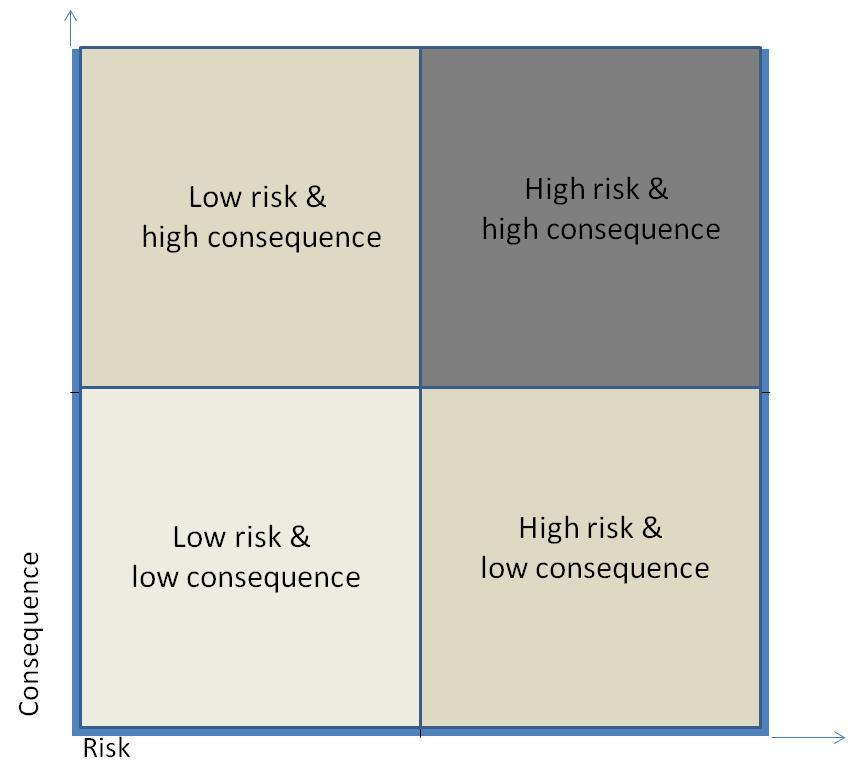 Low risk &
high consequence
High risk &
high consequence
Low risk &
low consequence
High risk &
low consequence
Consequence
Risk